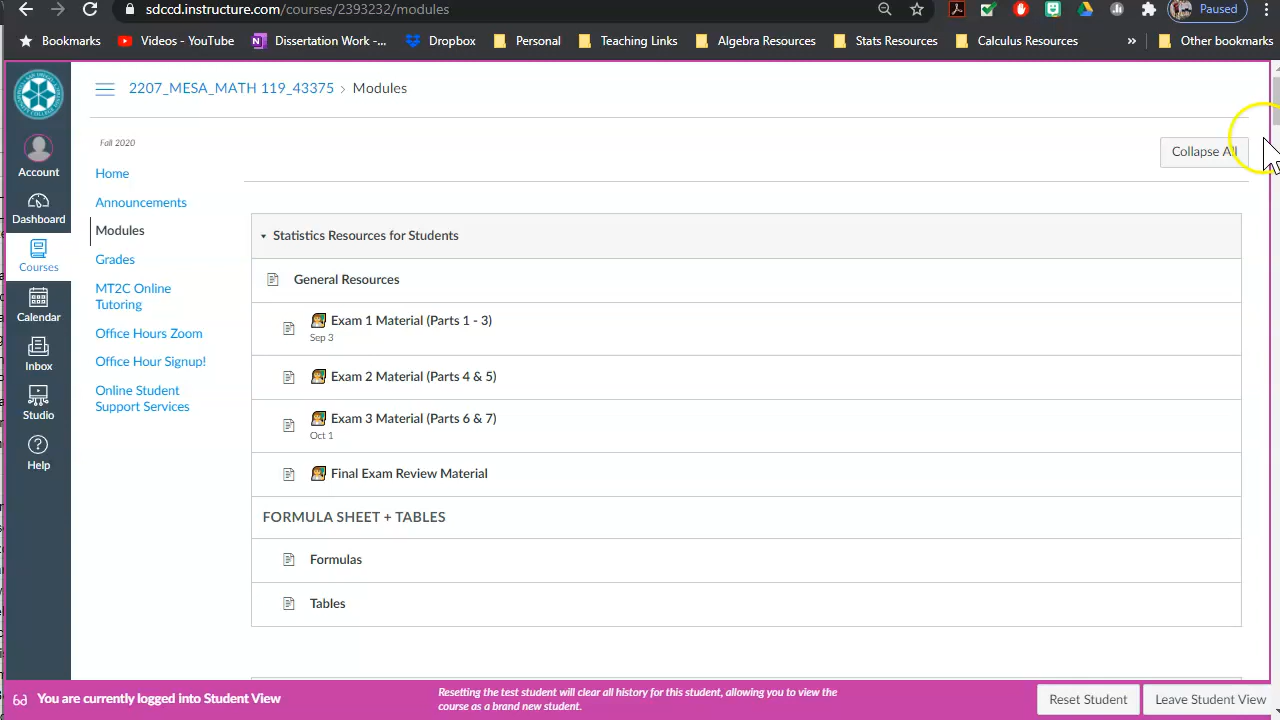 sdccd.instructure.com/courses/2393232/modules
Paused
Bookmarks
Videos - YouTube
Dissertation Work -...
Dropbox
Personal
Teaching Links
Algebra Resources
Stats Resources
Calculus Resources
»
Other bookmarks
2207_MESA_MATH 119_43375 › Modules
Fall 2020
Collapse All
Account
Dashboard
Courses
Calendar
Inbox
Studio
Help
Home
Announcements
Modules
Grades
MT2C Online
Tutoring
Office Hours Zoom
Office Hour Signup!
Online Student
Support Services
Statistics Resources for Students
General Resources
Exam 1 Material (Parts 1 - 3)
Sep 3
Exam 2 Material (Parts 4 & 5)
Exam 3 Material (Parts 6 & 7)
Oct 1
Final Exam Review Material
FORMULA SHEET + TABLES
Formulas
Tables
You are currently logged into Student View
Resetting the test student will clear all history for this student, allowing you to view the
course as a brand new student.
Reset Student
Leave Student View